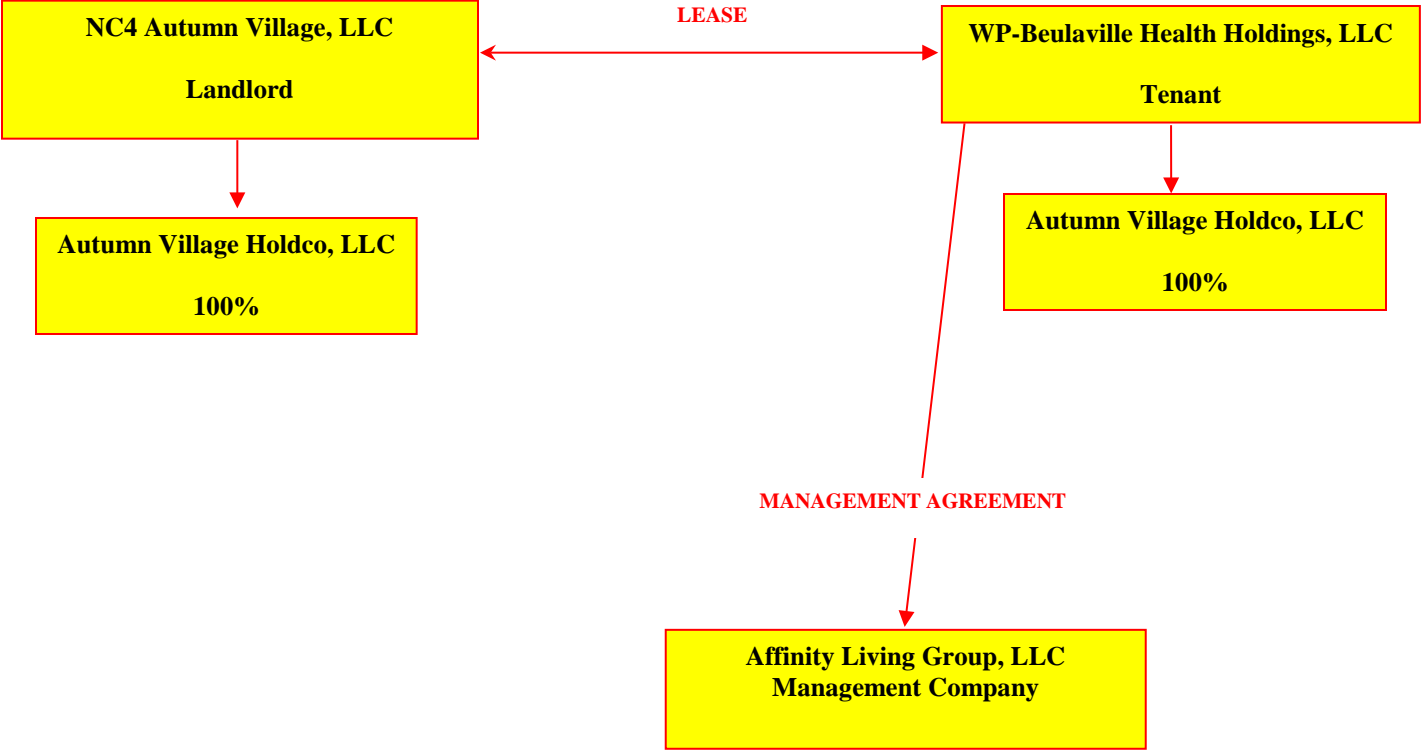 NC4 Autumn Village, LLC
Landlord
LEASE
WP-Beulaville Health Holdings, LLC
Tenant
Autumn Village Holdco, LLC
100%
Autumn Village Holdco, LLC
100%
MANAGEMENT AGREEMENT
Affinity Living Group, LLC
Management Company